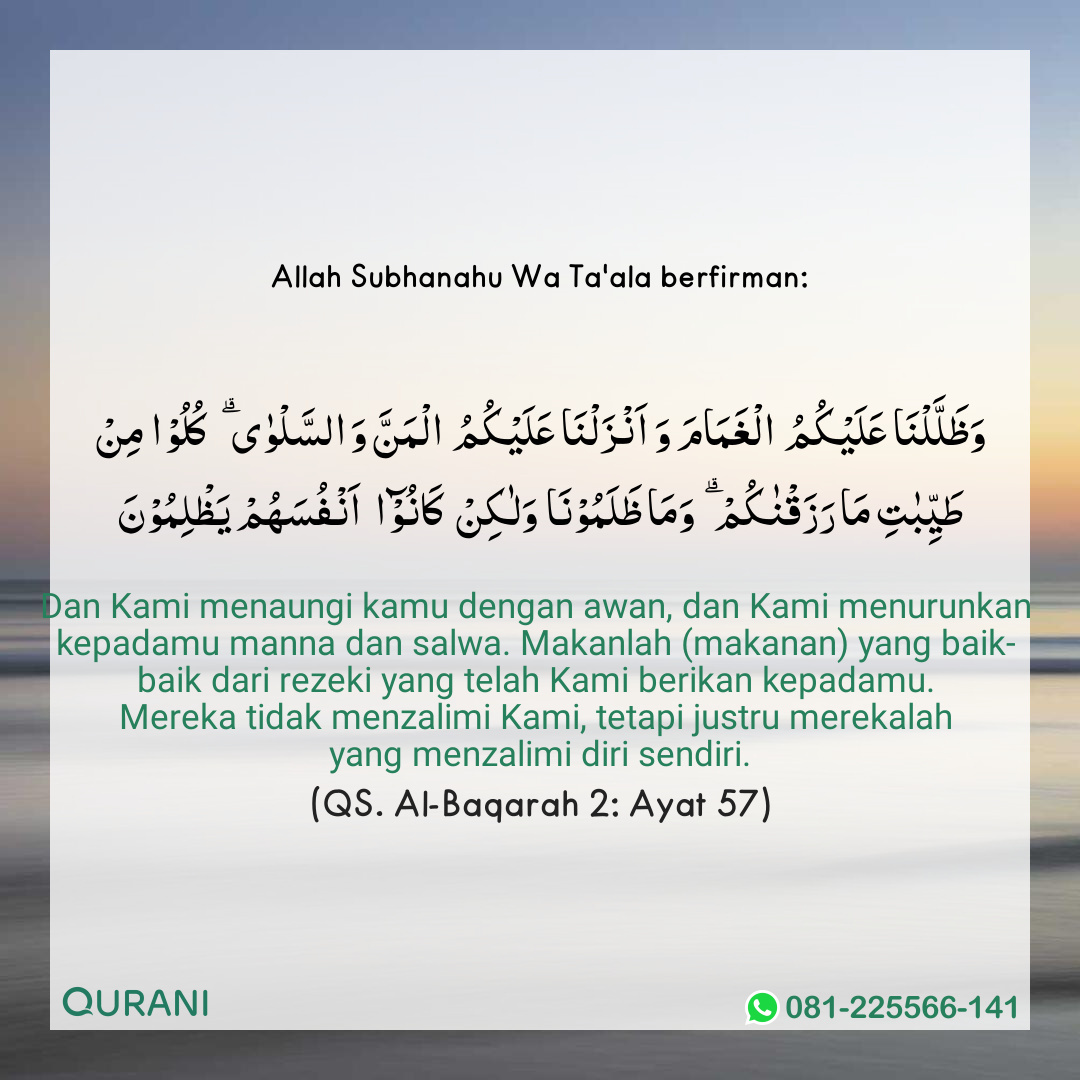 Allah Subhanahu Wa Ta'ala berfirman:
وَظَلَّلْنَا عَلَيْکُمُ الْغَمَامَ وَ اَنْزَلْنَا عَلَيْکُمُ الْمَنَّ وَالسَّلْوٰى ۗ كُلُوْا مِنْ
طَيِّبٰتِ مَا رَزَقْنٰكُمْ ۗ وَمَا ظَلَمُوْنَا وَلٰـكِنْ كَانُوْٓا اَنْفُسَهُمْ يَظْلِمُوْنَ
Dan Kami menaungi kamu dengan awan, dan Kami menurunkan
kepadamu manna dan salwa. Makanlah (makanan) yang baik-
baik dari rezeki yang telah Kami berikan kepadamu.
Mereka tidak menzalimi Kami, tetapi justru merekalah
yang menzalimi diri sendiri.
(QS. Al-Baqarah 2: Ayat 57)
QURANI
081-225566-141